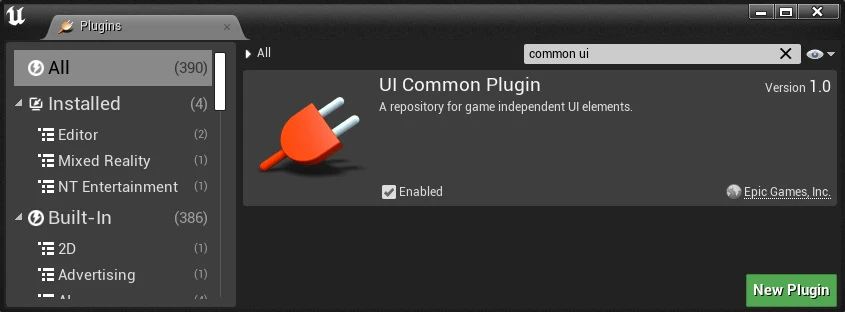 Plugins
All (390)
Installed (4)
Editor (2)
Mixed Reality (1)
NT Entertainment (1)
Built-In (386)
2D (1)
Advertising (1)
All
common ui
UI Common Plugin
Version 1.0
A repository for game independent UI elements.
Enabled
Epic Games, Inc.
New Plugin